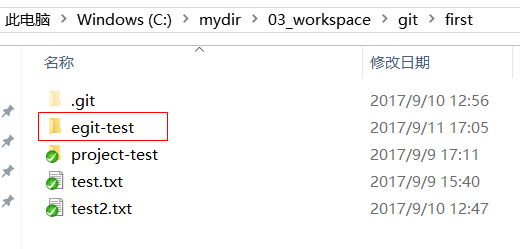 此电脑 > Windows (C:) > mydir > 03_workspace > git > first
名称 修改日期
.git 2017/9/10 12:56
egit-test 2017/9/11 17:05
project-test 2017/9/9 17:11
test.txt 2017/9/9 15:40
test2.txt 2017/9/10 12:47